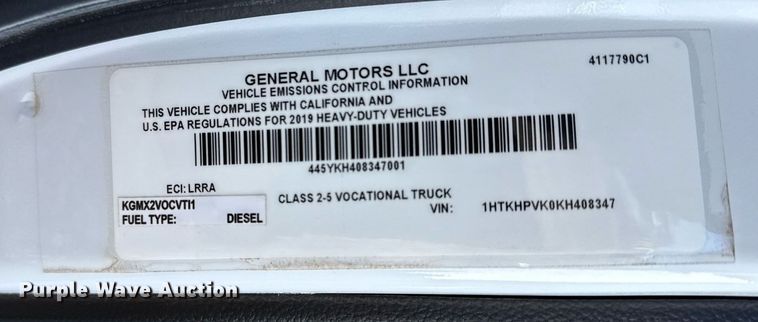 GENERAL MOTORS LLC
4117790C1
VEHICLE EMISSIONS CONTROL INFORMATION
THIS VEHICLE COMPLIES WITH CALIFORNIA AND
U.S. EPA REGULATIONS FOR 2019 HEAVY-DUTY VEHICLES
445YKH408347001
ECI: LRRA
CLASS 2-5 VOCATIONAL TRUCK
KGMX2VOCVTI1
VIN: 1HTKHPVK0KH408347
FUEL TYPE: DIESEL
Purple Wave Auction